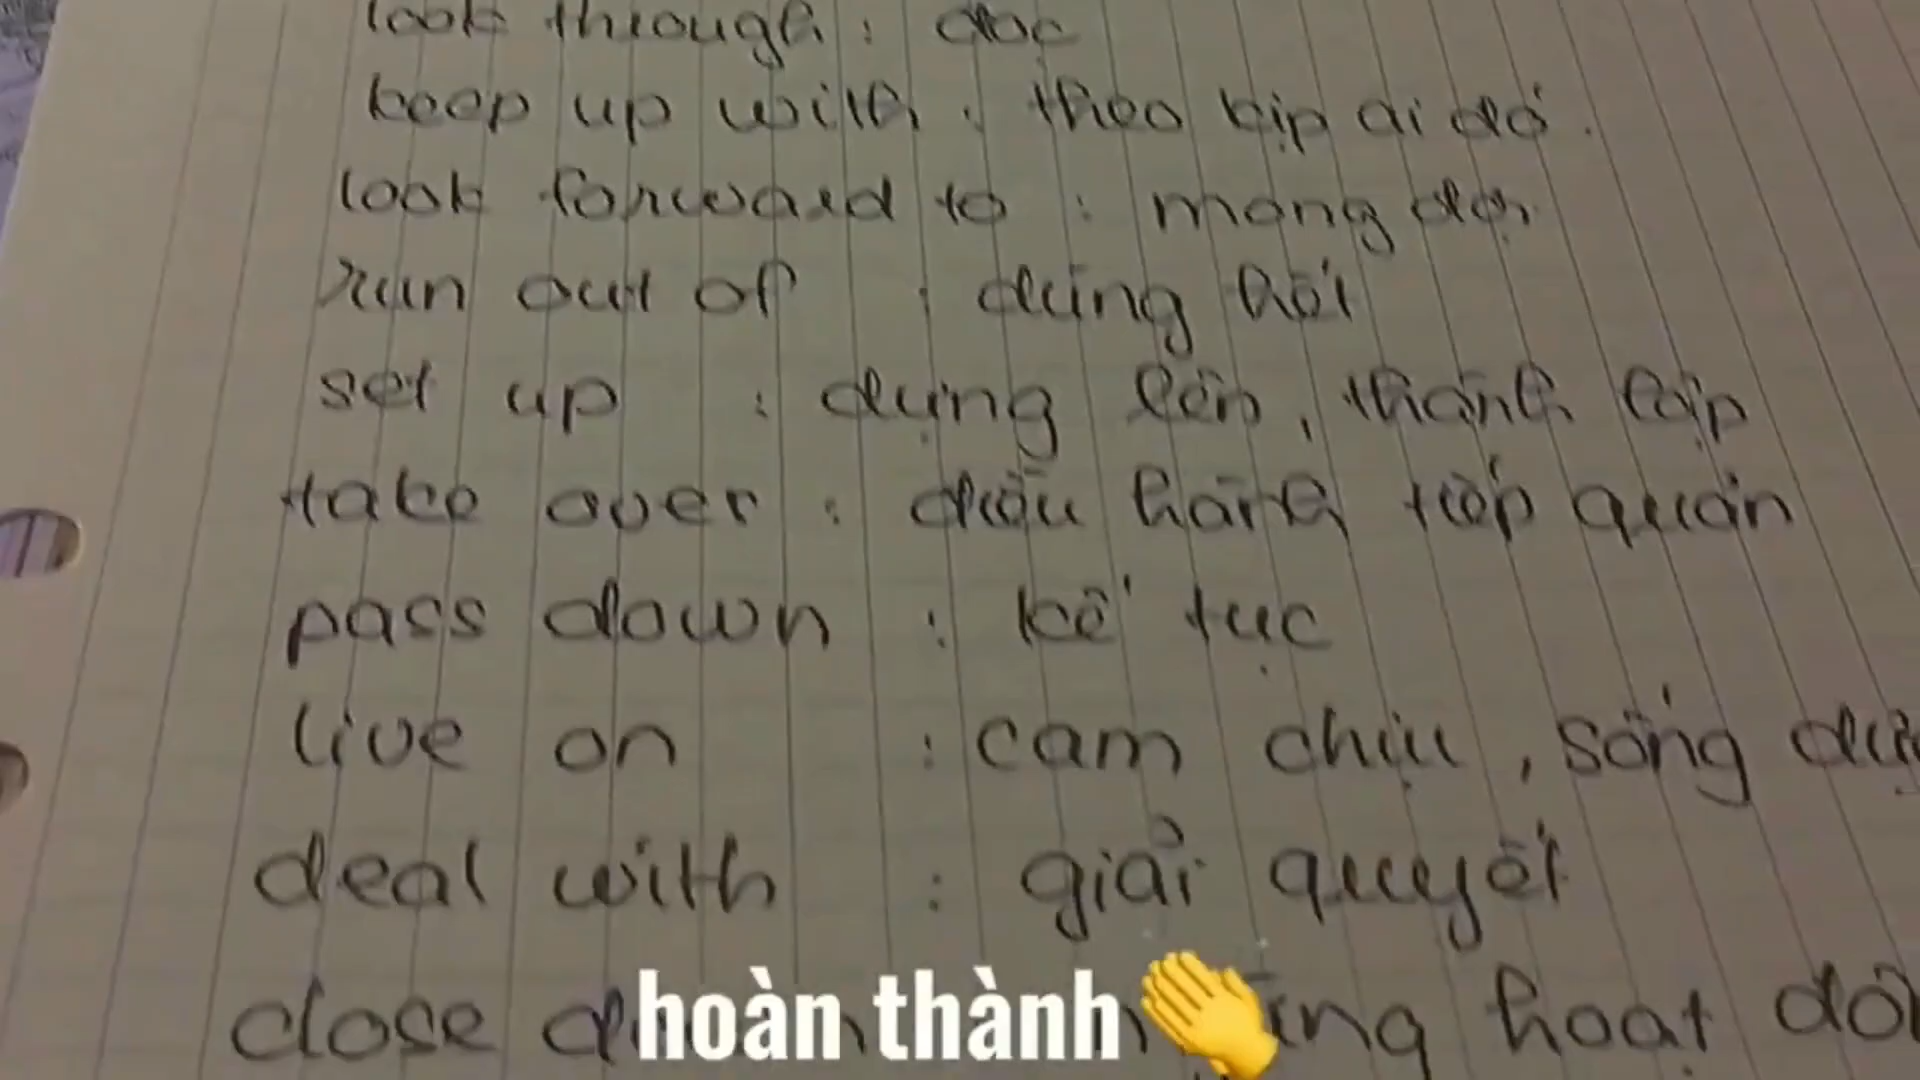 look through : đọc
keep up with : theo kịp ai đó.
look forward to : mong đợi
run out of : dùng hết
set up : dựng lên, thành lập
take over : điều hành tiếp quản
pass down : kế tục
live on : cam chịu, sống
deal with : giải quyết
close hoạt
hoàn thành👏